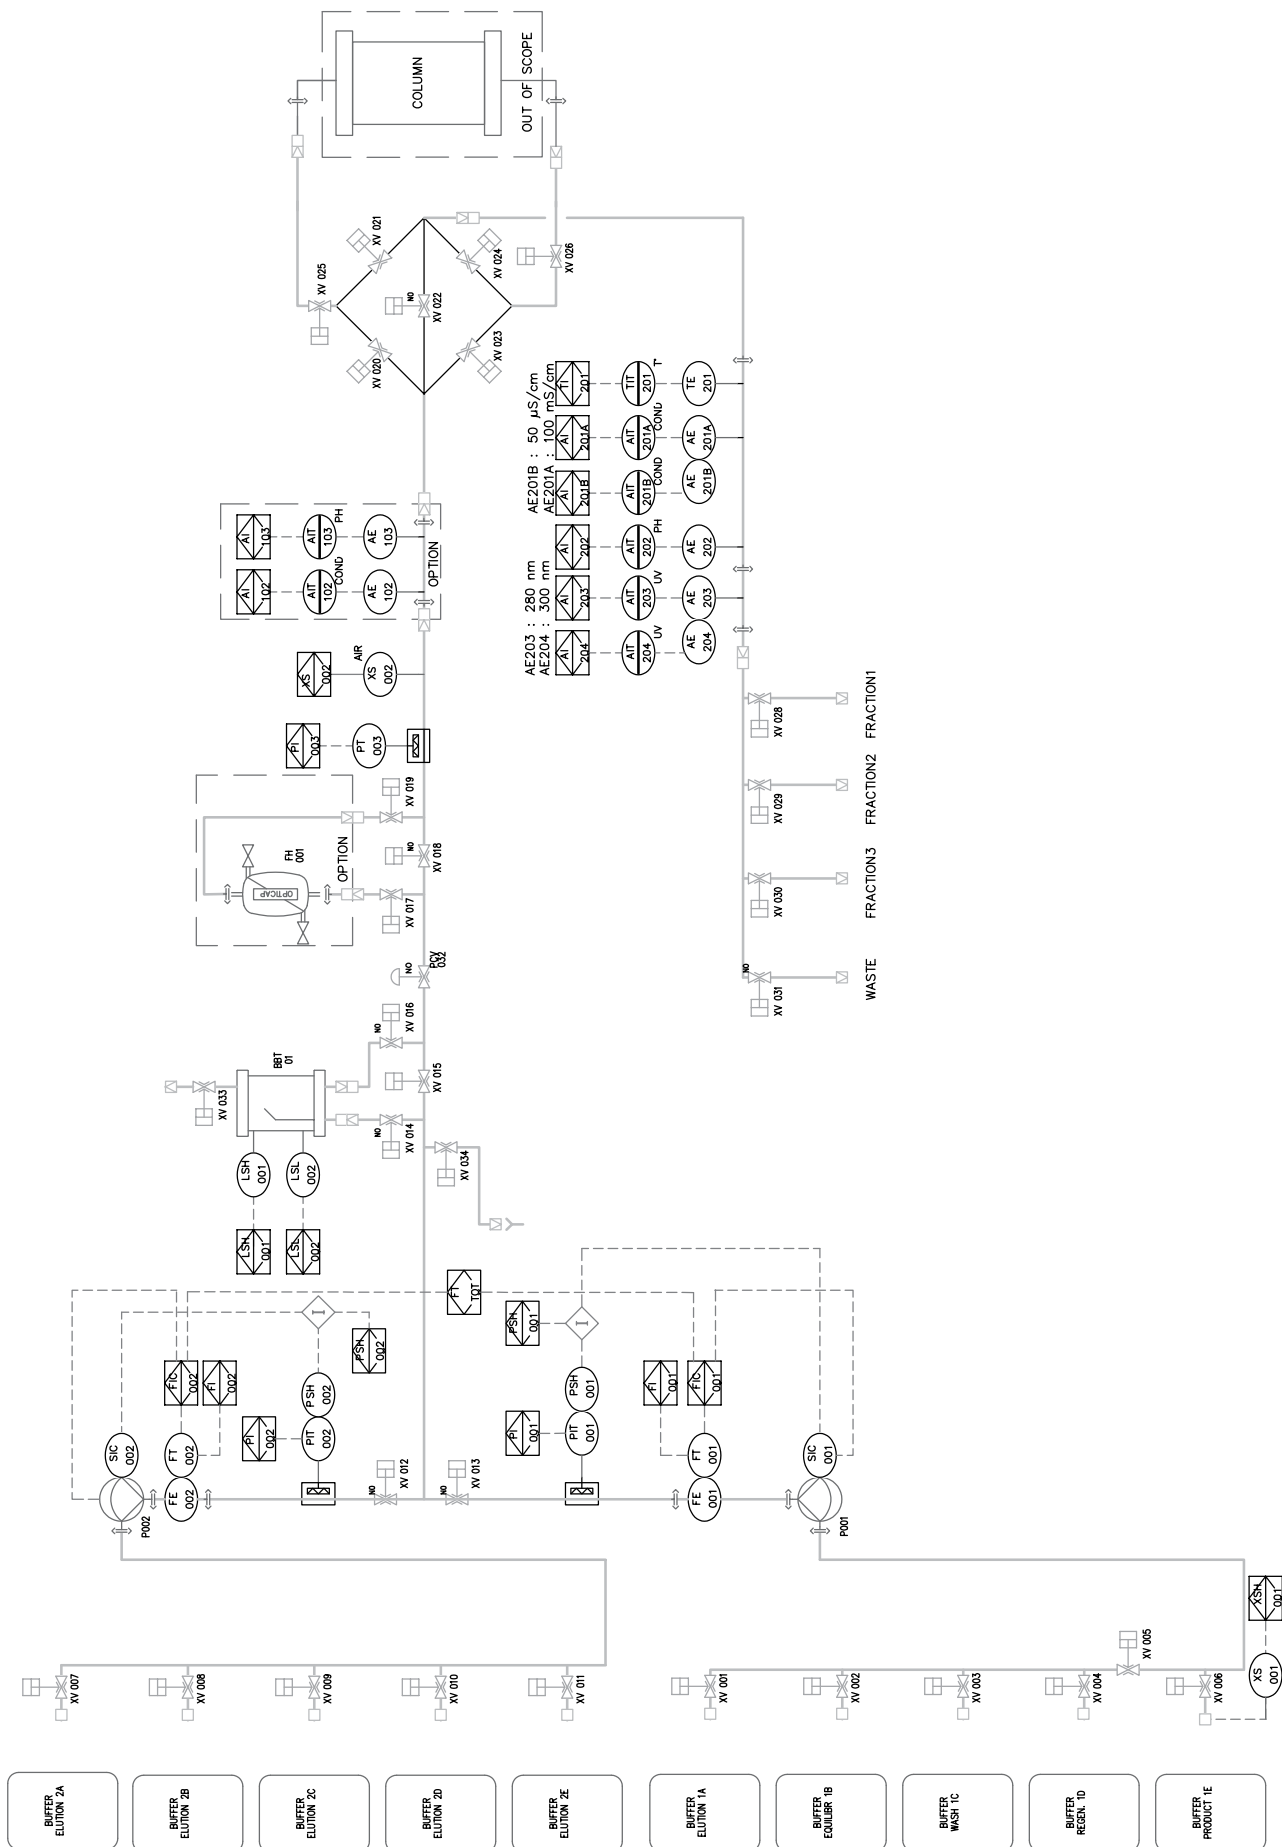 COLUMN
OUT OF SCOPE
XV 025
XV 021
XV 020
NO
XV 022
XV 024
XV 023
XV 026
AI
103
AIT
103
PH
AE
103
AI
102
AIT
102
COND
AE
102
OPTION
XS
002
AIR
XS
002
PI
003
PT
003
AE201B : 50 µS/cm
AE201A : 100 mS/cm
TI
201
TIT
201
T°
TE
201
AI
201A
AIT
201A
COND
AE
201A
AI
201B
AIT
201B
COND
AE
201B
AI
202
AIT
202
PH
AE
202
AE203 : 280 nm
AE204 : 300 nm
AI
203
AIT
203
UV
AE
203
AI
204
AIT
204
UV
AE
204
XV 028
FRACTION1
XV 029
FRACTION2
XV 030
FRACTION3
NO
XV 031
WASTE
XV 019
NO
XV 018
XV 017
FH
001
OPTICAP
OPTION
NO
PCV
032
NO
XV 016
XV 015
NO
XV 014
BBT
01
XV 033
XV 034
LSH
001
LSH
001
LSL
002
LSL
002
FT
TOT
I
PSH
002
PSH
002
FIC
002
FI
002
PI
002
PIT
002
SIC
002
FT
002
FE
002
P002
NO
XV 012
NO
XV 013
PSH
001
I
PSH
001
PI
001
PIT
001
FI
001
FIC
001
FT
001
FE
001
SIC
001
P001
XSH
001
XS
001
XV 007
XV 008
XV 009
XV 010
XV 011
XV 001
XV 002
XV 003
XV 004
XV 005
XV 006
BUFFER
ELUTION 2A
BUFFER
ELUTION 2B
BUFFER
ELUTION 2C
BUFFER
ELUTION 2D
BUFFER
ELUTION 2E
BUFFER
ELUTION 1A
BUFFER
EQUILIBR 1B
BUFFER
WASH 1C
BUFFER
REGEN. 1D
BUFFER
PRODUCT 1E